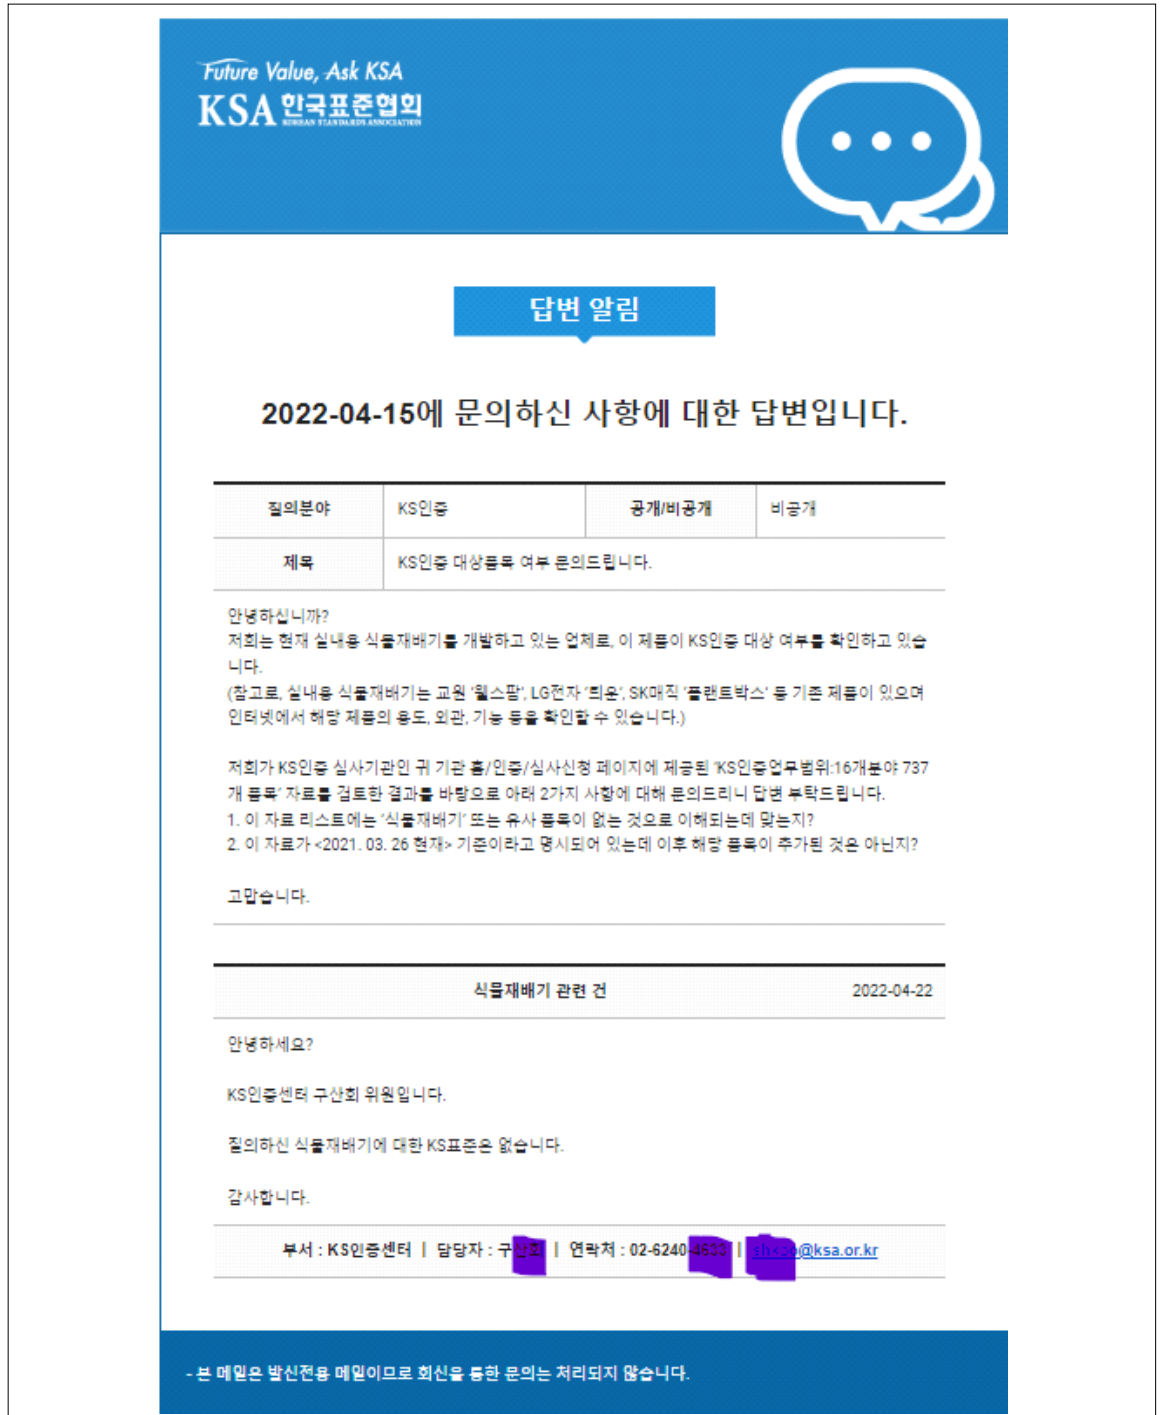 Future Value, Ask KSA
KSA 한국표준협회
KOREAN STANDARDS ASSOCIATION
답변 알림
2022-04-15에 문의하신 사항에 대한 답변입니다.
질의분야 KS인증 공개/비공개 비공개
제목 KS인증 대상품목 여부 문의드립니다.
안녕하십니까?
저희는 현재 실내용 식물재배기를 개발하고 있는 업체로, 이 제품이 KS인증 대상 여부를 확인하고 있습
니다.
(참고로, 실내용 식물재배기는 교원 '웰스팜', LG전자 '틔운', SK매직 '플랜트박스' 등 기존 제품이 있으며
인터넷에서 해당 제품의 용도, 외관, 기능 등을 확인할 수 있습니다.)
저희가 KS인증 심사기관인 귀 기관 홈/인증/심사신청 페이지에 제공된 'KS인증업무범위:16개분야 737
개 품목' 자료를 검토한 결과를 바탕으로 아래 2가지 사항에 대해 문의드리니 답변 부탁드립니다.
1. 이 자료 리스트에는 '식물재배기' 또는 유사 품목이 없는 것으로 이해되는데 맞는지?
2. 이 자료가 <2021. 03. 26 현재> 기준이라고 명시되어 있는데 이후 해당 품목이 추가된 것은 아닌지?
고맙습니다.
식물재배기 관련 건 2022-04-22
안녕하세요?
KS인증센터 구산회 위원입니다.
질의하신 식물재배기에 대한 KS표준은 없습니다.
감사합니다.
부서 : KS인증센터 | 담당자 : 구 | 연락처 : 02-6240- | @ksa.or.kr
- 본 메일은 발신전용 메일이므로 회신을 통한 문의는 처리되지 않습니다.